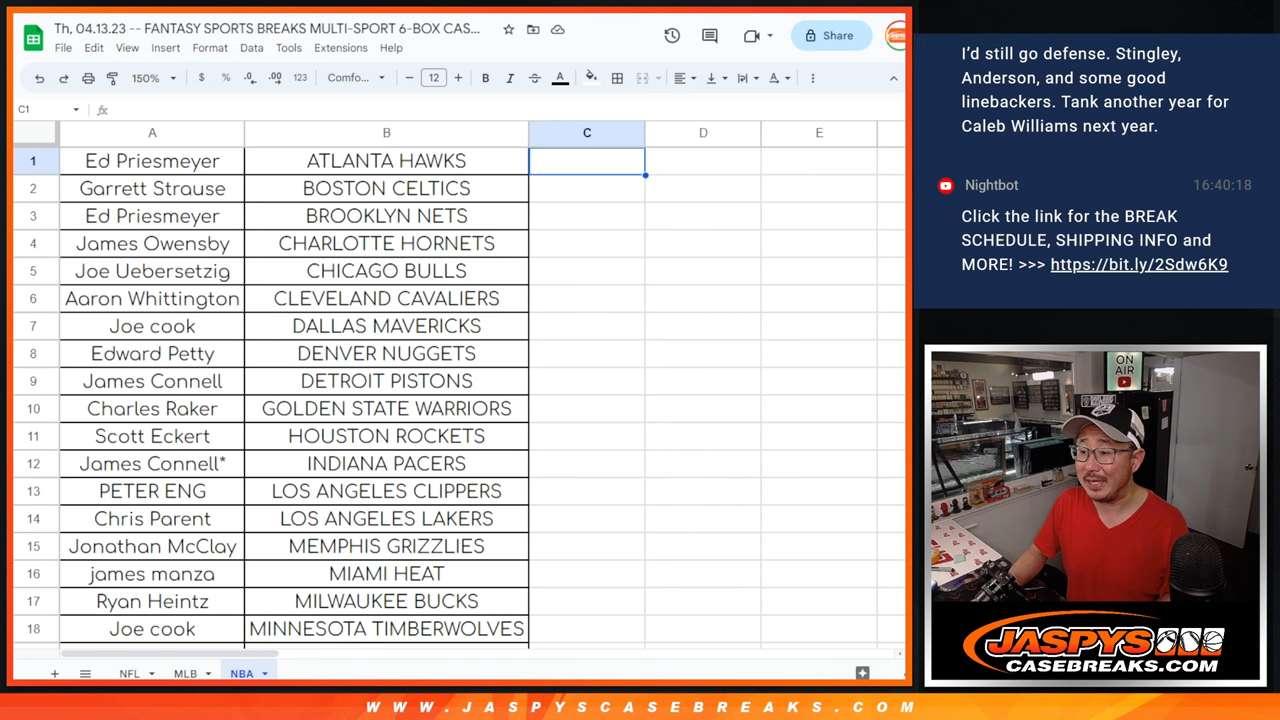 Th, 04.13.23 -- FANTASY SPORTS BREAKS MULTI-SPORT 6-BOX CAS...
File Edit View Insert Format Data Tools Extensions Help
Share
150% $ % .0 .00 123 Comfo... − 12 + B I S A
C1 fx
A B C D E
1 Ed Priesmeyer ATLANTA HAWKS
2 Garrett Strause BOSTON CELTICS
3 Ed Priesmeyer BROOKLYN NETS
4 James Owensby CHARLOTTE HORNETS
5 Joe Uebersetzig CHICAGO BULLS
6 Aaron Whittington CLEVELAND CAVALIERS
7 Joe cook DALLAS MAVERICKS
8 Edward Petty DENVER NUGGETS
9 James Connell DETROIT PISTONS
10 Charles Raker GOLDEN STATE WARRIORS
11 Scott Eckert HOUSTON ROCKETS
12 James Connell* INDIANA PACERS
13 PETER ENG LOS ANGELES CLIPPERS
14 Chris Parent LOS ANGELES LAKERS
15 Jonathan McClay MEMPHIS GRIZZLIES
16 james manza MIAMI HEAT
17 Ryan Heintz MILWAUKEE BUCKS
18 Joe cook MINNESOTA TIMBERWOLVES
NFL MLB NBA
I'd still go defense. Stingley,
Anderson, and some good
linebackers. Tank another year for
Caleb Williams next year.
Nightbot 16:40:18
Click the link for the BREAK
SCHEDULE, SHIPPING INFO and
MORE! >>> https://bit.ly/2Sdw6K9
ON
AIR
JASPYS
CASEBREAKS.COM
WWW.JASPYSCASEBREAKS.COM